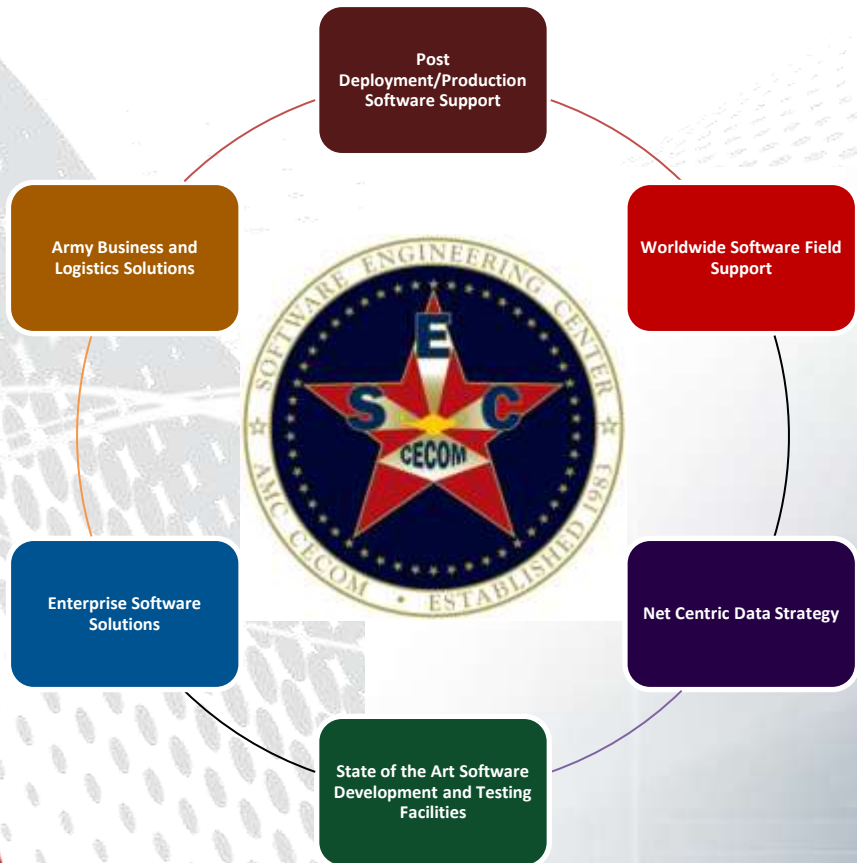 Post
Deployment/Production
Software Support
Army Business and
Logistics Solutions
Worldwide Software Field
Support
SOFTWARE ENGINEERING CENTER
E
S C
CECOM
AMC CECOM • ESTABLISHED 1983
Enterprise Software
Solutions
Net Centric Data Strategy
State of the Art Software
Development and Testing
Facilities